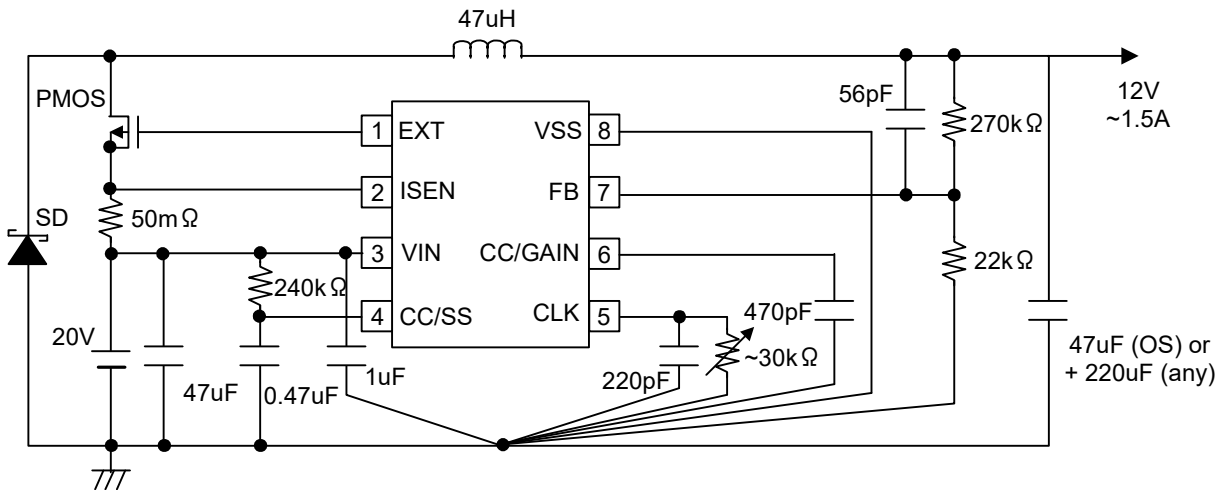 47uH
PMOS
56pF
12V
~1.5A
1 EXT
VSS 8
270kΩ
2 ISEN
FB 7
SD
50mΩ
3 VIN
CC/GAIN 6
22kΩ
240kΩ
4 CC/SS
CLK 5
470pF
20V
~30kΩ
47uF (OS) or
+ 220uF (any)
47uF
0.47uF
1uF
220pF